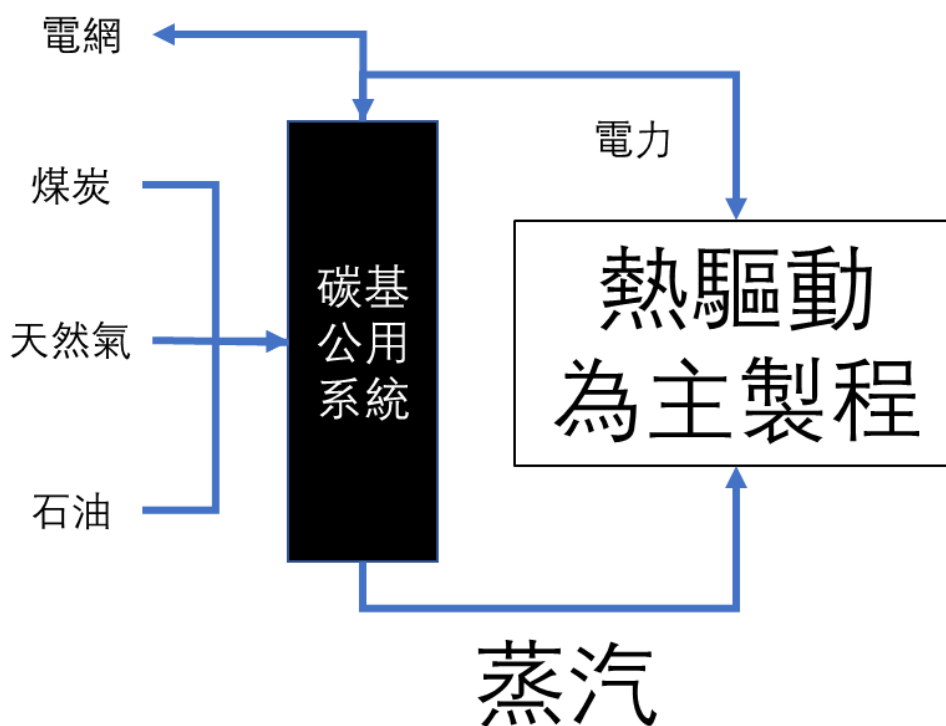 電網
煤炭
天然氣
石油
碳基
公用
系統
電力
熱驅動
為主製程
蒸汽